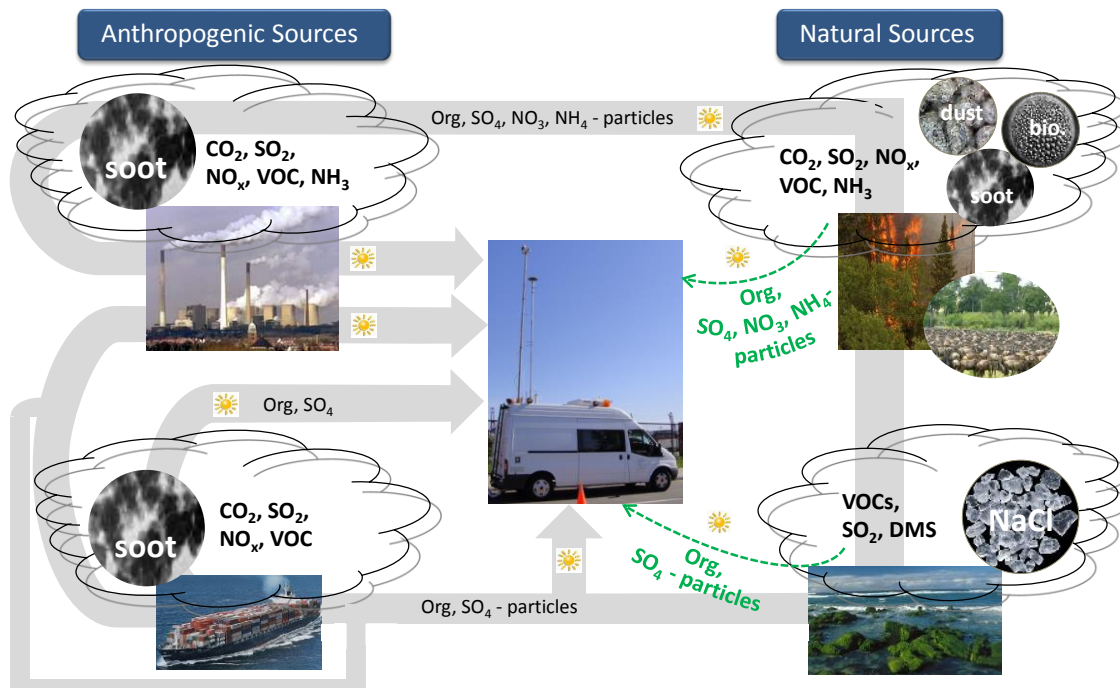 Anthropogenic Sources
Natural Sources
soot
CO₂, SO₂,
NOₓ, VOC, NH₃
Org, SO₄, NO₃, NH₄ - particles
dust
bio.
soot
CO₂, SO₂, NOₓ,
VOC, NH₃
Org,
SO₄, NO₃, NH₄-
particles
Org, SO₄
soot
CO₂, SO₂,
NOₓ, VOC
VOCs,
SO₂, DMS
NaCl
Org,
SO₄ - particles
Org, SO₄ - particles